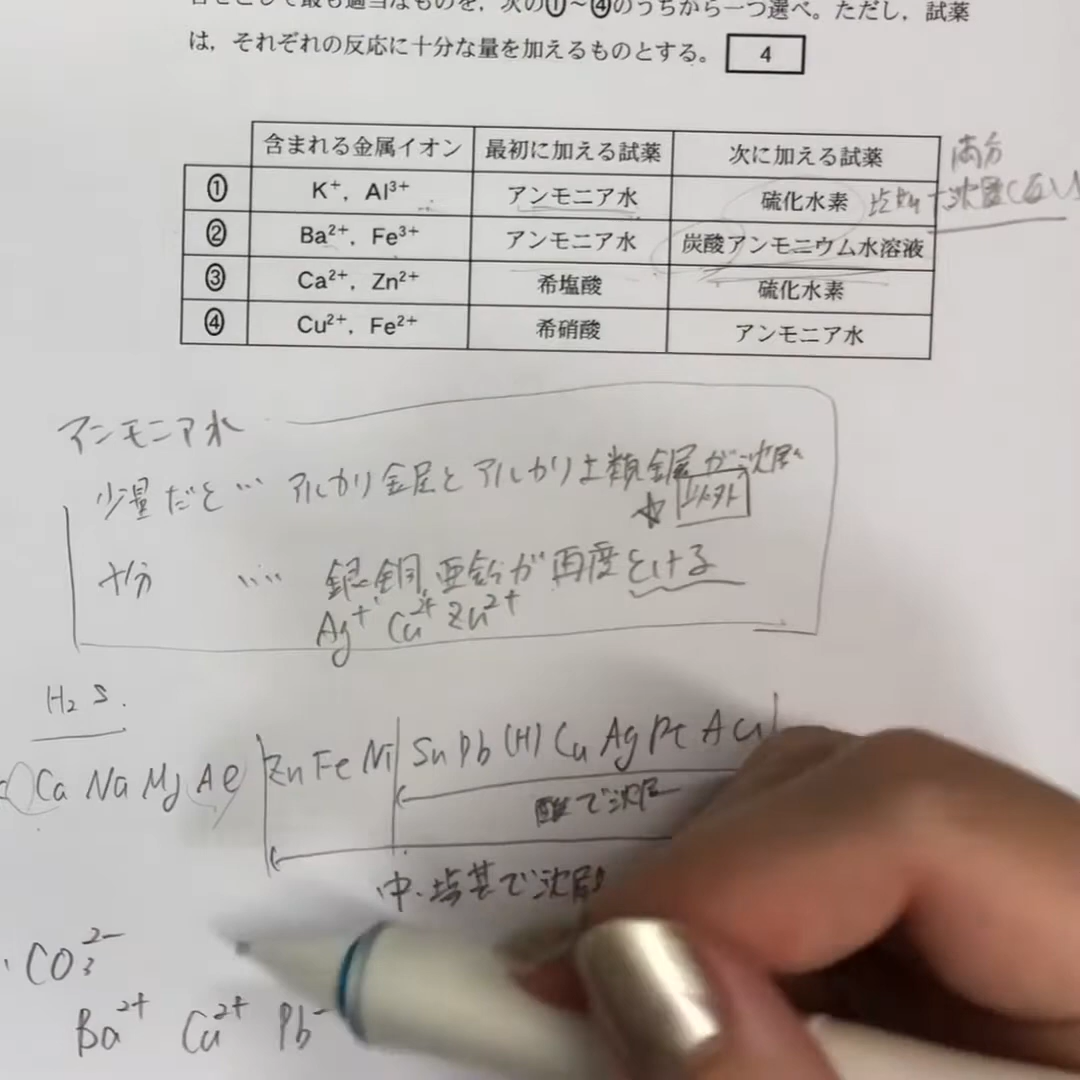 答として最も適当なものを，次の①～④のうちから一つ選べ。ただし，試薬
は，それぞれの反応に十分な量を加えるものとする。 4
含まれる金属イオン 最初に加える試薬 次に加える試薬
① K⁺，Al³⁺ アンモニア水 硫化水素
② Ba²⁺，Fe³⁺ アンモニア水 炭酸アンモニウム水溶液
③ Ca²⁺，Zn²⁺ 希塩酸 硫化水素
④ Cu²⁺，Fe²⁺ 希硝酸 アンモニア水
アンモニア水
少量だと… アルカリ金属とアルカリ土類金属が沈殿
以外
十分 …… 銀,銅,亜鉛が再度とける
Ag⁺ Cu²⁺ Zn²⁺
H₂S.
Ca Na Mg Al Zn Fe Ni Sn Pb (H) Cu Ag Pt Au
酸で沈殿
中・塩基で沈殿
CO₃²⁻
Ba²⁺ Ca²⁺ Pb